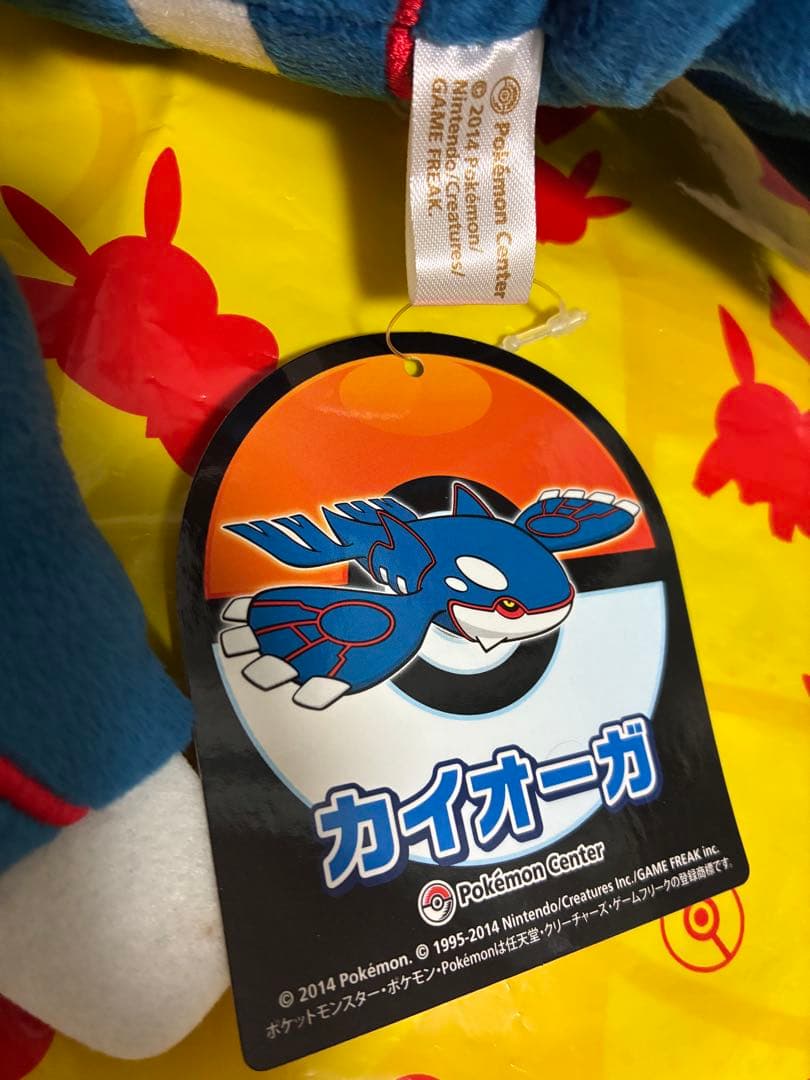 Pokémon Center
© 2014 Pokémon/
Nintendo/Creatures/
GAME FREAK.
カイオーガ
Pokémon Center
© 2014 Pokémon. © 1995-2014 Nintendo/Creatures Inc./GAME FREAK inc.
ポケットモンスター・ポケモン・Pokémonは任天堂・クリーチャーズ・ゲームフリークの登録商標です。